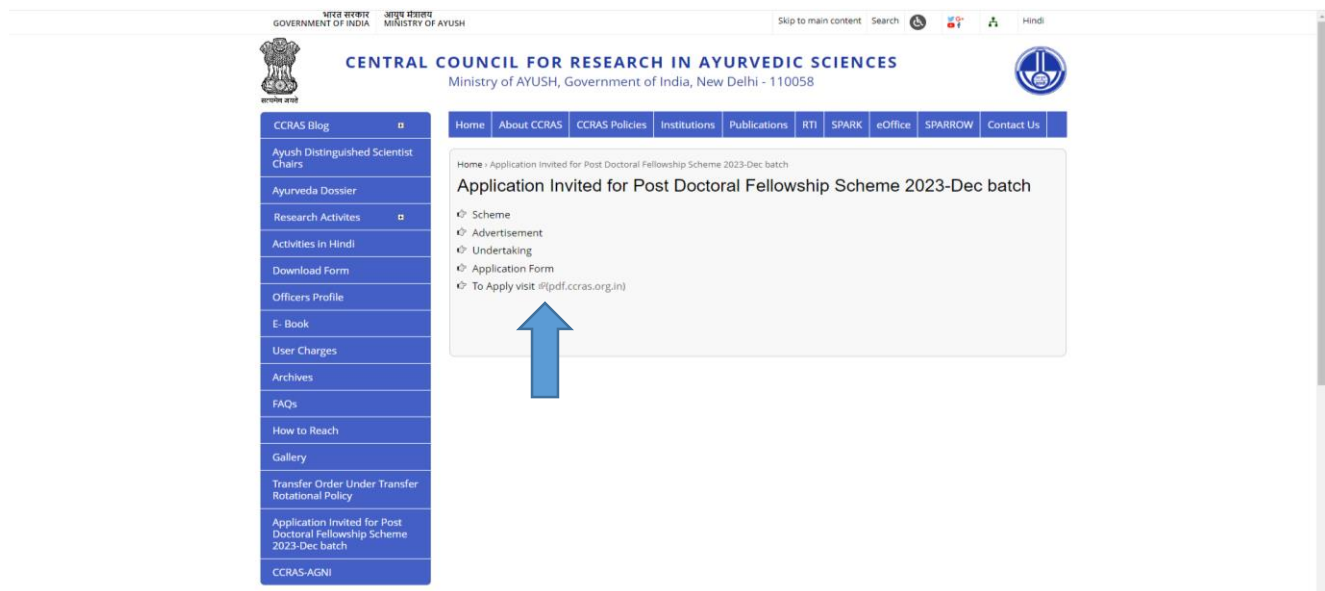 भारत सरकार आयुष मंत्रालय
GOVERNMENT OF INDIA MINISTRY OF AYUSH
Skip to main content Search Hindi
सत्यमेव जयते
CENTRAL COUNCIL FOR RESEARCH IN AYURVEDIC SCIENCES
Ministry of AYUSH, Government of India, New Delhi - 110058
Home About CCRAS CCRAS Policies Institutions Publications RTI SPARK eOffice SPARROW Contact Us
CCRAS Blog
Ayush Distinguished Scientist
Chairs
Ayurveda Dossier
Research Activites
Activities in Hindi
Download Form
Officers Profile
E- Book
User Charges
Archives
FAQs
How to Reach
Gallery
Transfer Order Under Transfer
Rotational Policy
Application Invited for Post
Doctoral Fellowship Scheme
2023-Dec batch
CCRAS-AGNI
Home › Application Invited for Post Doctoral Fellowship Scheme 2023-Dec batch
Application Invited for Post Doctoral Fellowship Scheme 2023-Dec batch
Scheme
Advertisement
Undertaking
Application Form
To Apply visit (pdf.ccras.org.in)